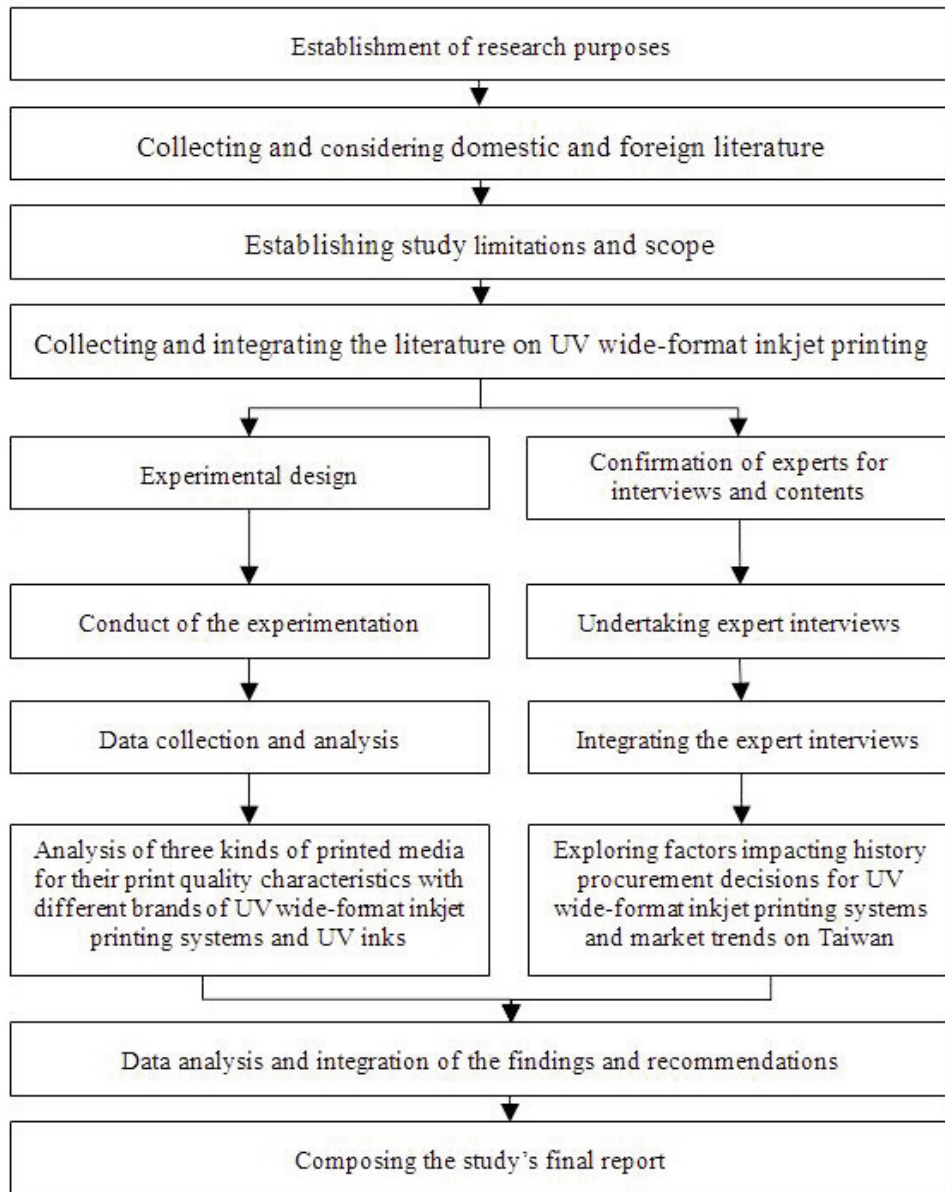 Establishment of research purposes
Collecting and considering domestic and foreign literature
Establishing study limitations and scope
Collecting and integrating the literature on UV wide-format inkjet printing
Experimental design
Conduct of the experimentation
Data collection and analysis
Analysis of three kinds of printed media
for their print quality characteristics with
different brands of UV wide-format inkjet
printing systems and UV inks
Confirmation of experts for
interviews and contents
Undertaking expert interviews
Integrating the expert interviews
Exploring factors impacting history
procurement decisions for UV
wide-format inkjet printing systems
and market trends on Taiwan
Data analysis and integration of the findings and recommendations
Composing the study's final report